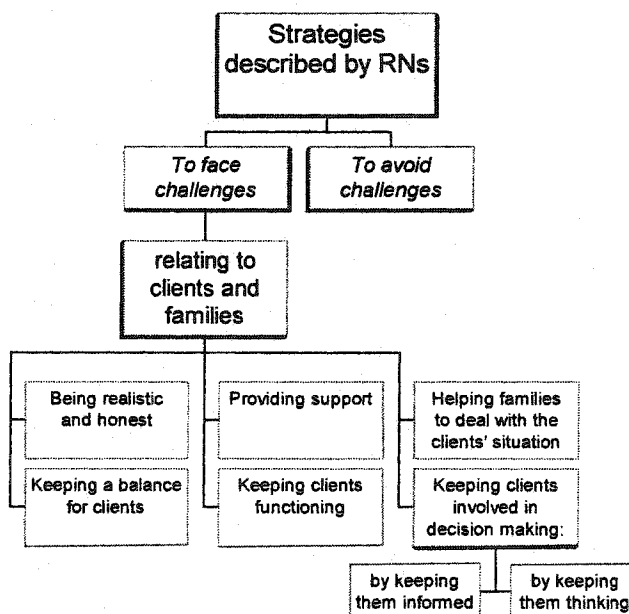 Strategies
described by RNs
To face
challenges
To avoid
challenges
relating to
clients and
families
Being realistic
and honest
Providing support
Helping families
to deal with the
clients' situation
Keeping a balance
for clients
Keeping clients
functioning
Keeping clients
involved in
decision making:
by keeping
them informed
by keeping
them thinking